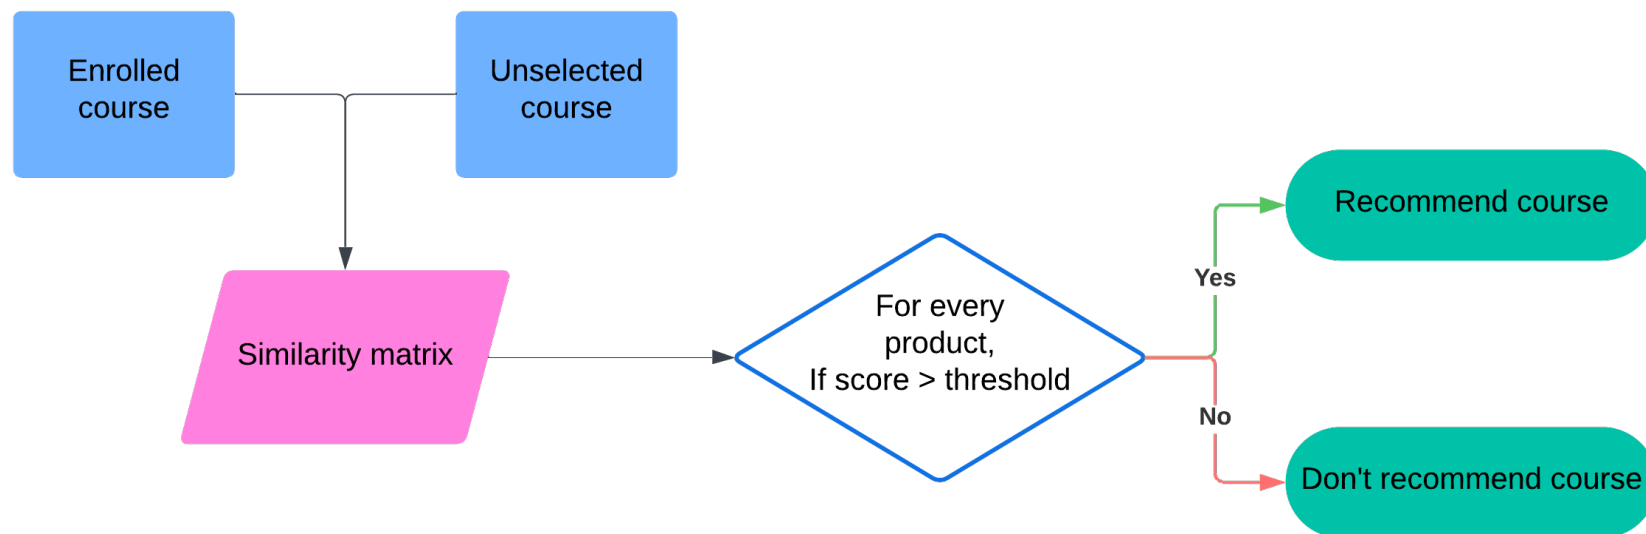 Enrolled
course
Unselected
course
Similarity matrix
For every
product,
If score > threshold
Yes
No
Recommend course
Don't recommend course